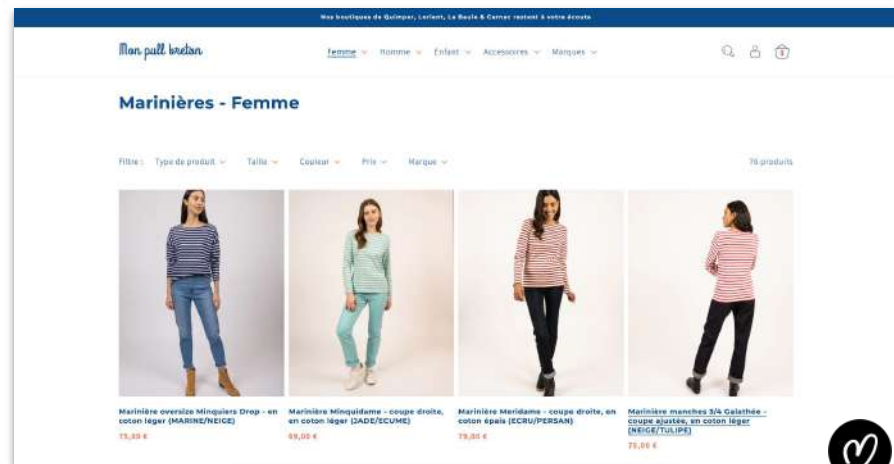 Nos boutiques de Quimper, Lorient, La Baule & Carnac restent à votre écoute
Mon pull breton
Femme Homme Enfant Accessoires Marques
Marinières - Femme
Filtre : Type de produit Taille Couleur Prix Marque
76 produits
Marinière oversize Minquiers Drop - en
coton léger (MARINE/NEIGE)
75,00 €
Marinière Minquidame - coupe droite,
en coton léger (JADE/ECUME)
69,00 €
Marinière Meridame - coupe droite, en
coton épais (ECRU/PERSAN)
79,00 €
Marinière manches 3/4 Galathée -
coupe ajustée, en coton léger
(NEIGE/TULIPE)
75,00 €